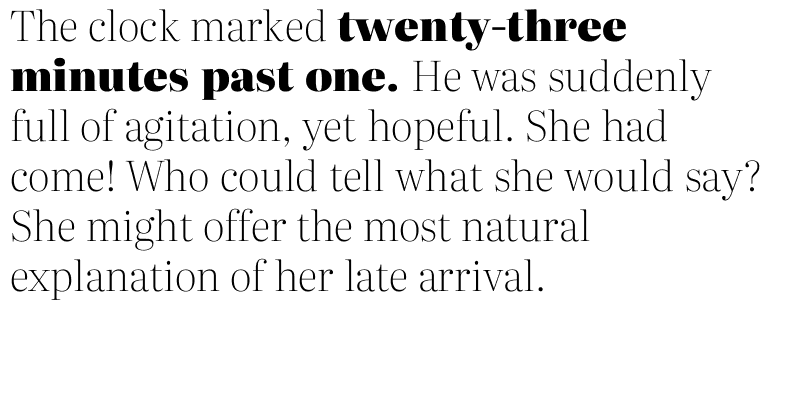 The clock marked twenty-three
minutes past one. He was suddenly
full of agitation, yet hopeful. She had
come! Who could tell what she would say?
She might offer the most natural
explanation of her late arrival.